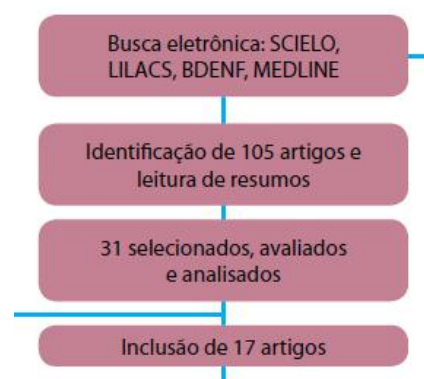 Busca eletrônica: SCIELO,
LILACS, BDENF, MEDLINE
Identificação de 105 artigos e
leitura de resumos
31 selecionados, avaliados
e analisados
Inclusão de 17 artigos